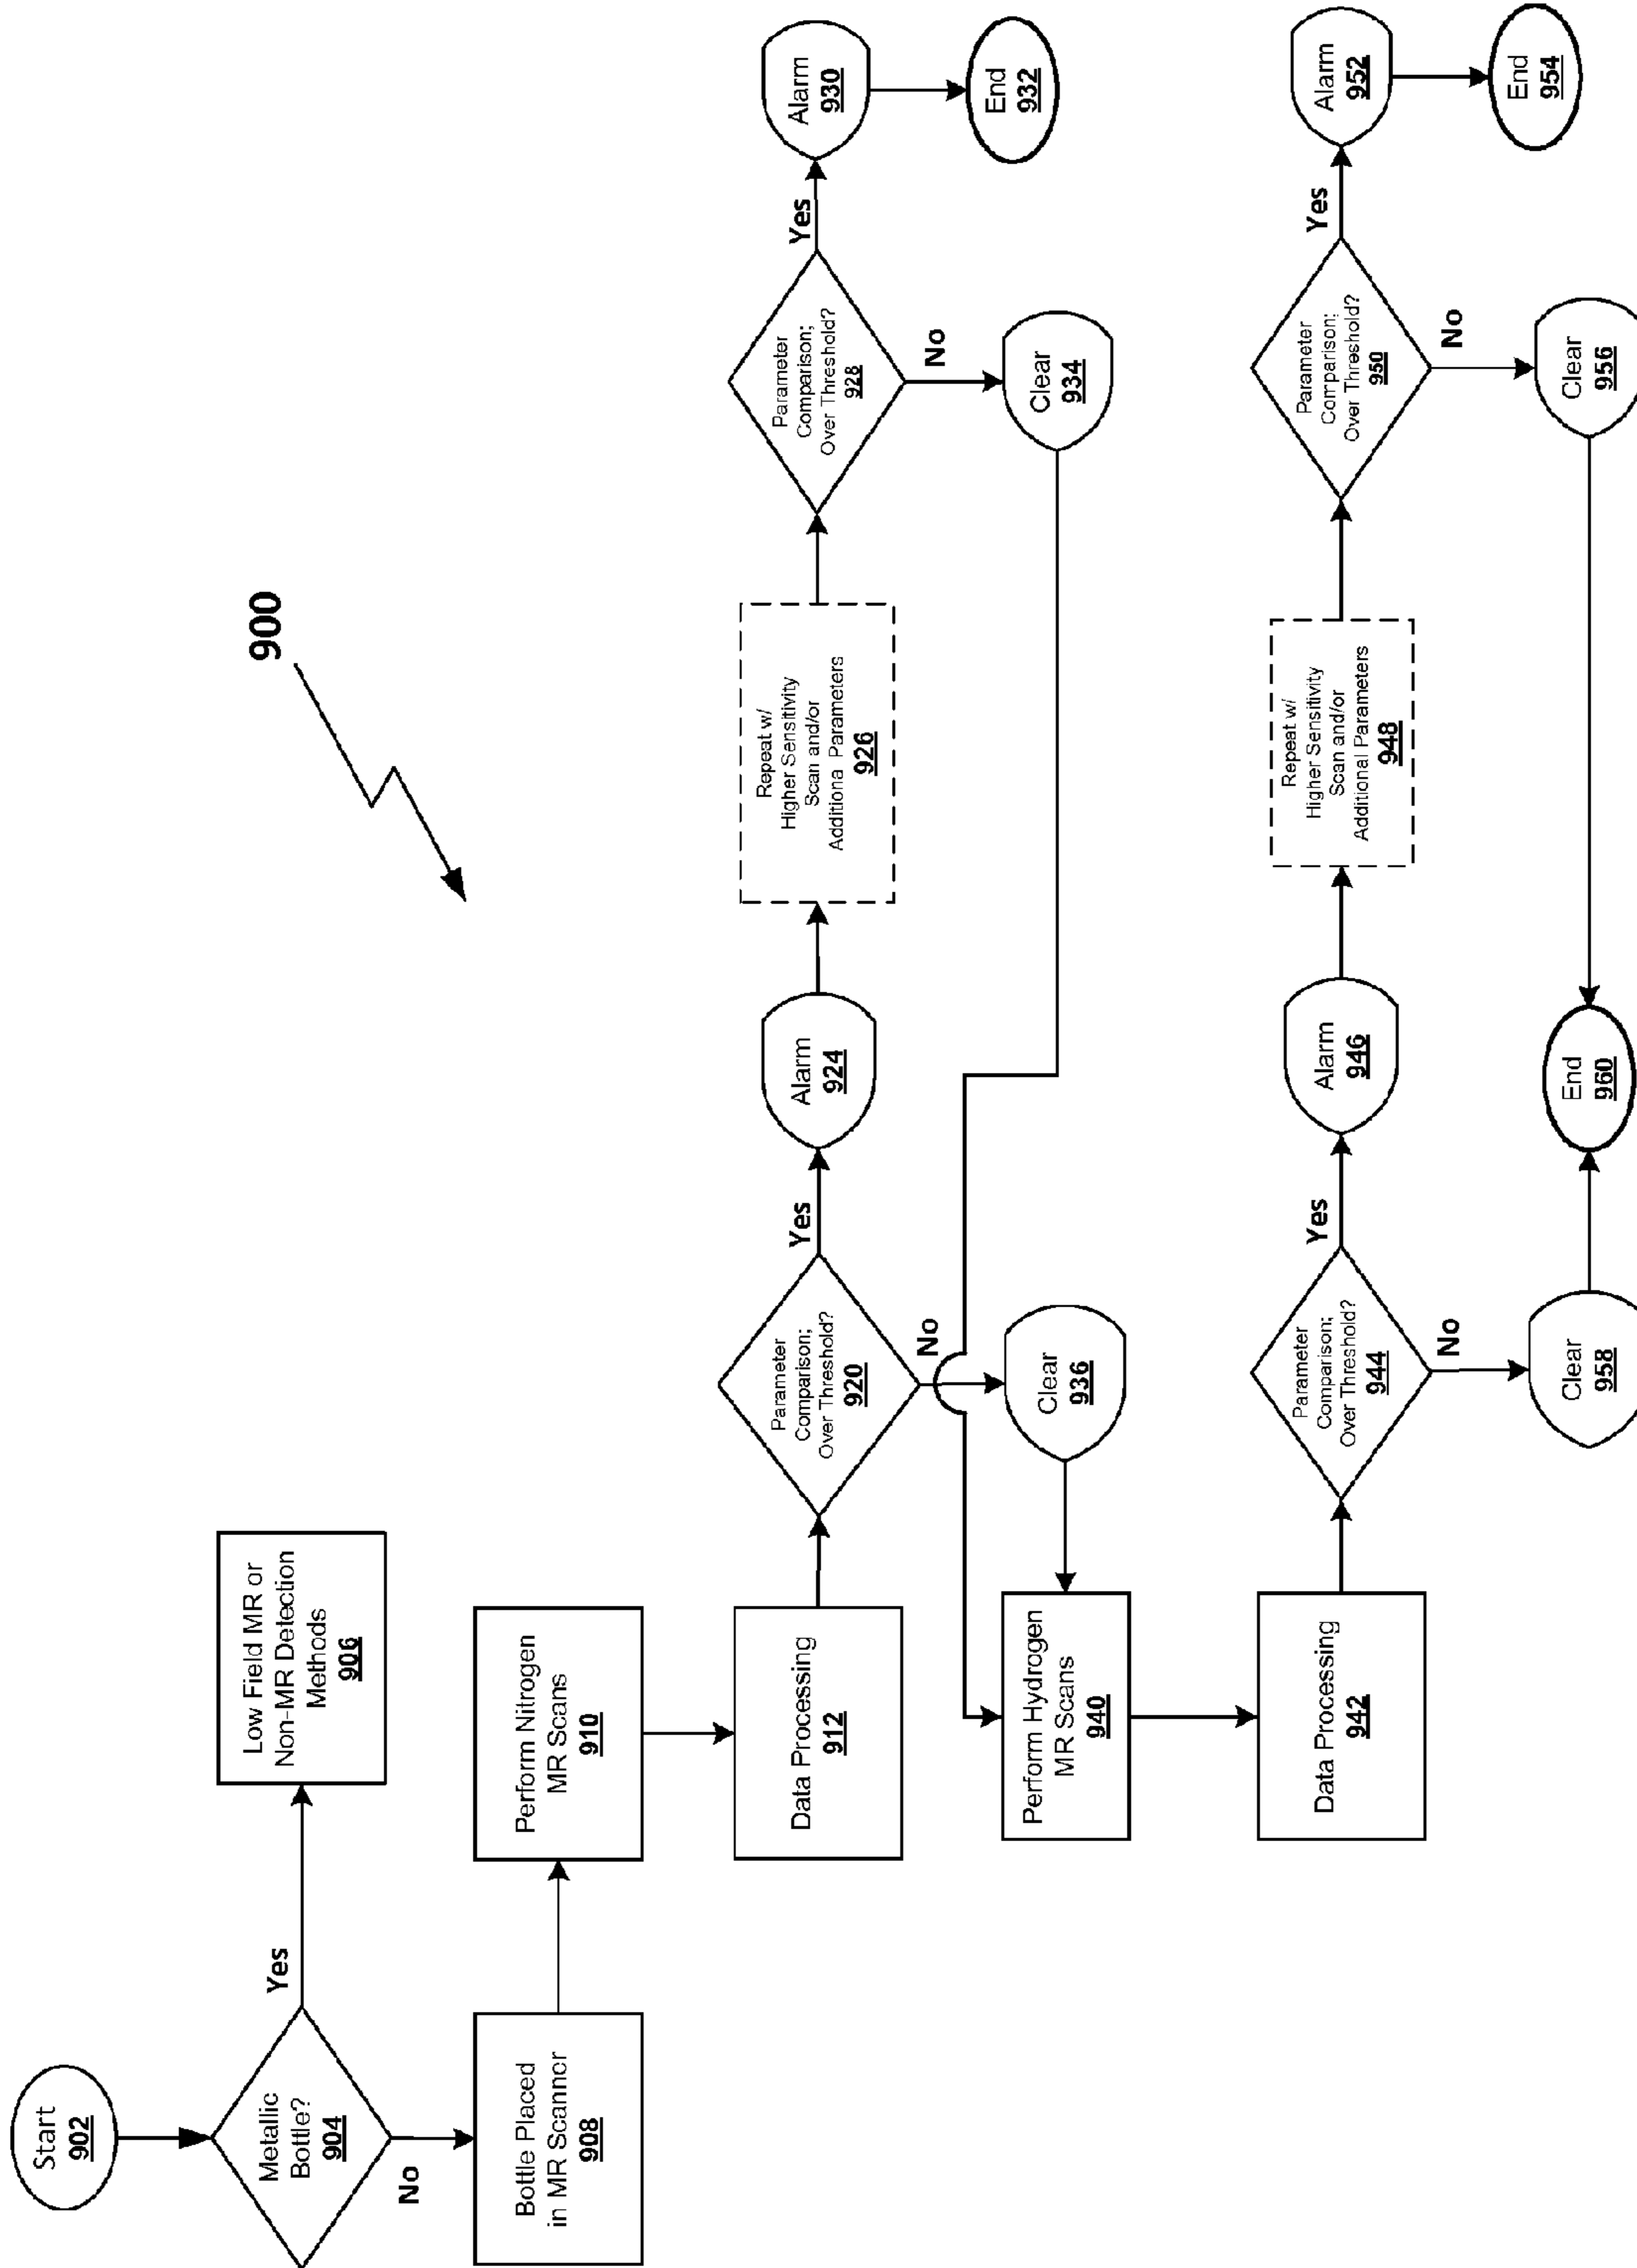 900
Start
902
Metallic
Bottle?
904
Yes
Low Field MR or
Non-MR Detection
Methods
906
No
Bottle Placed
in MR Scanner
908
Perform Nitrogen
MR Scans
910
Data Processing
912
Parameter
Comparison;
Over Threshold?
920
Yes
Alarm
924
Repeat w/
Higher Sensitivity
Scan and/or
Additional Parameters
926
Parameter
Comparison;
Over Threshold?
928
Yes
Alarm
930
End
932
No
Clear
934
No
Clear
936
Perform Hydrogen
MR Scans
940
Data Processing
942
Parameter
Comparison;
Over Threshold?
944
Yes
Alarm
946
Repeat w/
Higher Sensitivity
Scan and/or
Additional Parameters
948
Parameter
Comparison;
Over Threshold?
950
Yes
Alarm
952
End
954
No
Clear
956
No
Clear
958
End
960